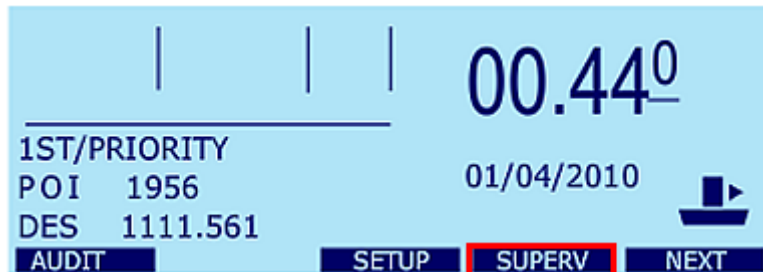 00.440
1ST/PRIORITY
POI 1956
01/04/2010
DES 1111.561
AUDIT SETUP SUPERV NEXT